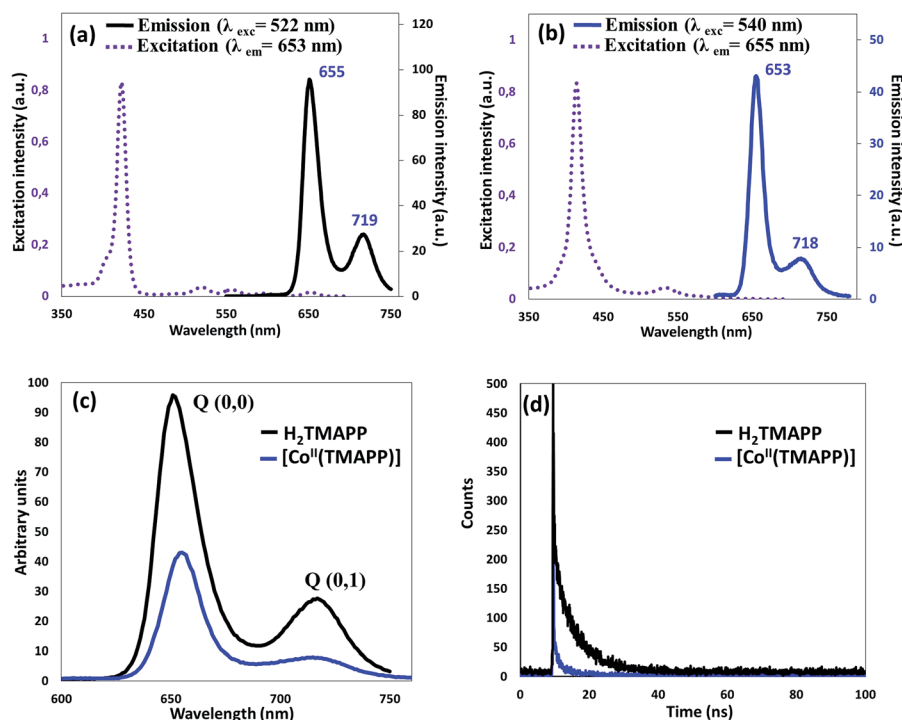 (a)
Emission (λ exc= 522 nm)
Excitation (λ em= 653 nm)
655
719
Excitation intensity (a.u.)
1
0,8
0,6
0,4
0,2
0
Emission intensity (a.u.)
120
100
80
60
40
20
0
350 450 550 650 750
Wavelength (nm)
(b)
Emission (λ exc= 540 nm)
Excitation (λ em= 655 nm)
653
718
Excitation intensity (a.u.)
1
0,8
0,6
0,4
0,2
0
Emission intensity (a.u.)
50
40
30
20
10
0
350 450 550 650 750
Wavelength (nm)
(c)
Q (0,0)
H₂TMAPP
[Coᴵᴵ(TMAPP)]
Q (0,1)
Arbitrary units
100
90
80
70
60
50
40
30
20
10
0
600 650 700 750
Wavelength (nm)
(d)
H₂TMAPP
[Coᴵᴵ(TMAPP)]
Counts
500
450
400
350
300
250
200
150
100
50
0
0 20 40 60 80 100
Time (ns)